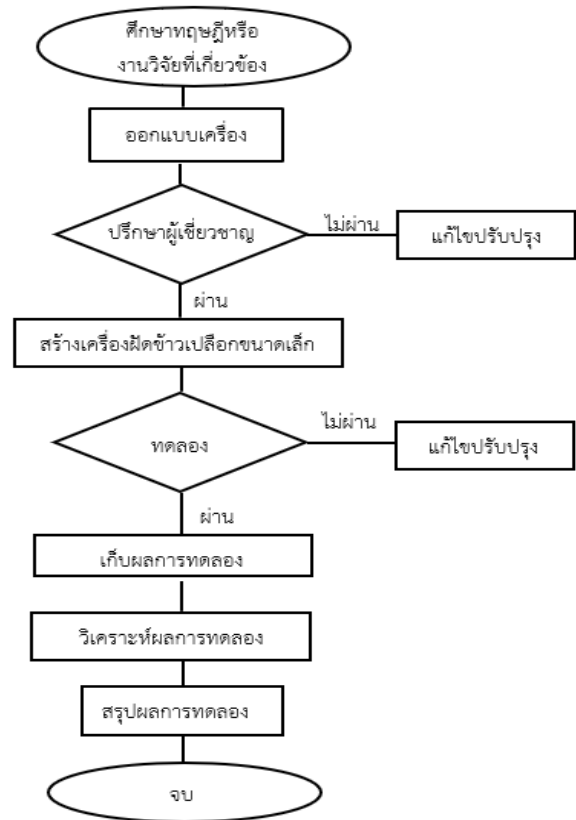 ศึกษาทฤษฎีหรือ
งานวิจัยที่เกี่ยวข้อง
ออกแบบเครื่อง
ปรึกษาผู้เชี่ยวชาญ
ไม่ผ่าน
แก้ไขปรับปรุง
ผ่าน
สร้างเครื่องฝัดข้าวเปลือกขนาดเล็ก
ทดลอง
ไม่ผ่าน
แก้ไขปรับปรุง
ผ่าน
เก็บผลการทดลอง
วิเคราะห์ผลการทดลอง
สรุปผลการทดลอง
จบ